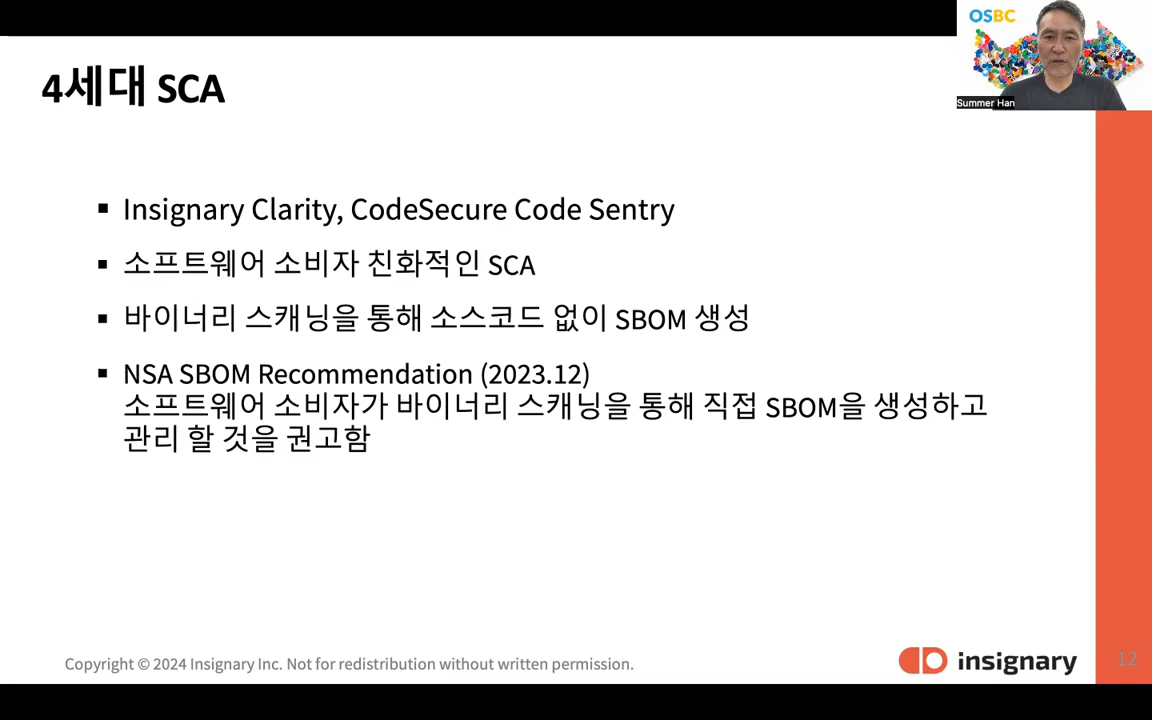 OSBC
Summer Han
4세대 SCA
▪ Insignary Clarity, CodeSecure Code Sentry
▪ 소프트웨어 소비자 친화적인 SCA
▪ 바이너리 스캐닝을 통해 소스코드 없이 SBOM 생성
▪ NSA SBOM Recommendation (2023.12)
소프트웨어 소비자가 바이너리 스캐닝을 통해 직접 SBOM을 생성하고
관리 할 것을 권고함
Copyright © 2024 Insignary Inc. Not for redistribution without written permission.
insignary
12